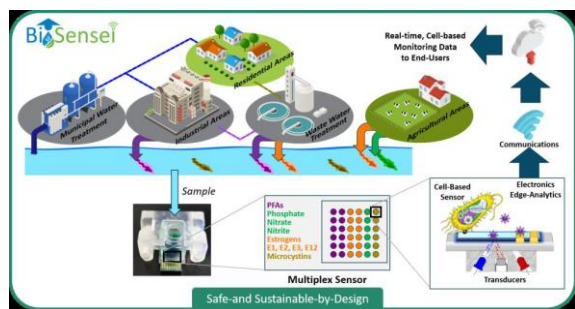 BioSensei
Residential Areas
Municipal Water
Treatment
Industrial Areas
Waste Water
Treatment
Agricultural Areas
Real-time, Cell-based
Monitoring Data
to End-Users
Communications
Sample
PFAs
Phosphate
Nitrate
Nitrite
Estrogens
E1, E2, E3, E12
Microcystins
Multiplex Sensor
Cell-Based
Sensor
Electronics
Edge-Analytics
Transducers
Safe-and Sustainable-by-Design